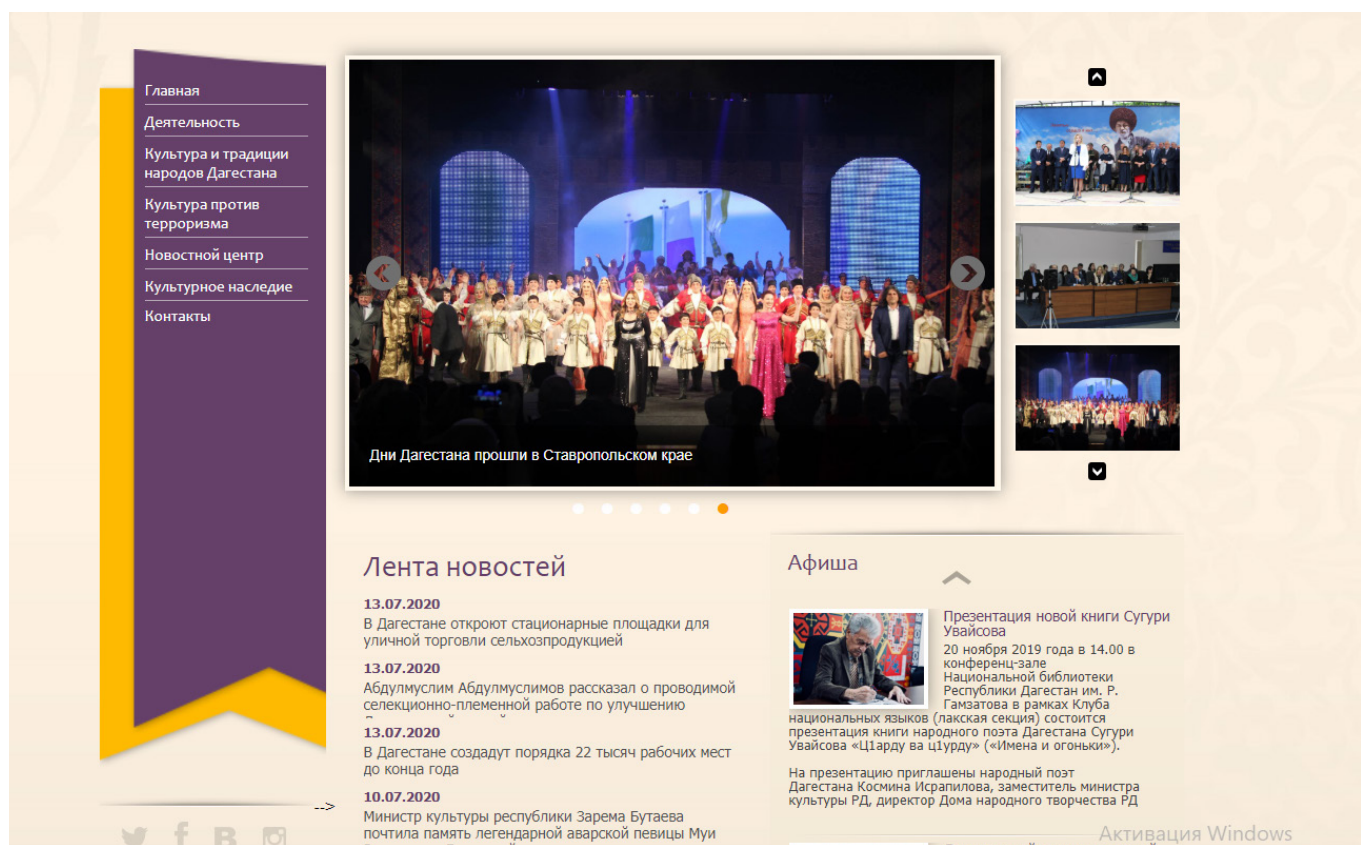 Главная
Деятельность
Культура и традиции
народов Дагестана
Культура против
терроризма
Новостной центр
Культурное наследие
Контакты
Дни Дагестана прошли в Ставропольском крае
Лента новостей
13.07.2020
В Дагестане откроют стационарные площадки для
уличной торговли сельхозпродукцией
13.07.2020
Абдулмуслим Абдулмуслимов рассказал о проводимой
селекционно-племенной работе по улучшению
13.07.2020
В Дагестане создадут порядка 22 тысяч рабочих мест
до конца года
10.07.2020
Министр культуры республики Зарема Бутаева
почтила память легендарной аварской певицы Муи
Афиша
Презентация новой книги Сугури
Увайсова
20 ноября 2019 года в 14.00 в
конференц-зале
Национальной библиотеки
Республики Дагестан им. Р.
Гамзатова в рамках Клуба
национальных языков (лакская секция) состоится
презентация книги народного поэта Дагестана Сугури
Увайсова «Ц1арду ва ц1урду» («Имена и огоньки»).
На презентацию приглашены народный поэт
Дагестана Космина Исрапилова, заместитель министра
культуры РД, директор Дома народного творчества РД
-->
Активация Windows